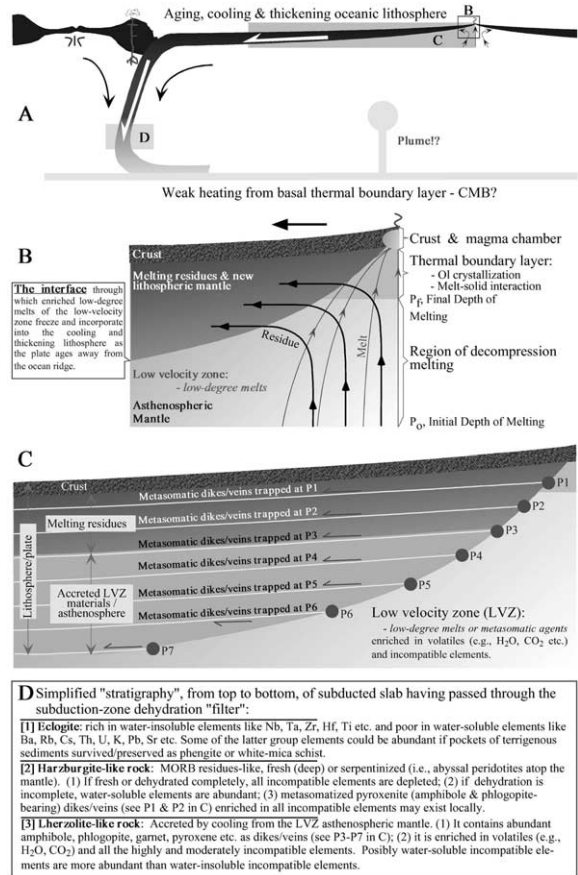 Aging, cooling & thickening oceanic lithosphere
B
C
A
D
Plume!?
Weak heating from basal thermal boundary layer - CMB?
B
Crust
Crust & magma chamber
Melting residues & new
lithospheric mantle
Thermal boundary layer:
- Ol crystallization
- Melt-solid interaction
The interface through
which enriched low-degree
melts of the low-velocity
zone freeze and incorporate
into the cooling and
thickening lithosphere as
the plate ages away from
the ocean ridge.
Pf, Final Depth of
Melting
Residue
Melt
Region of decompression
melting
Low velocity zone:
- low-degree melts
Asthenospheric
Mantle
Po, Initial Depth of Melting
C
Crust
Metasomatic dikes/veins trapped at P1
P1
Metasomatic dikes/veins trapped at P2
P2
Melting residues
Metasomatic dikes/veins trapped at P3
P3
Lithosphere/plate
Metasomatic dikes/veins trapped at P4
P4
Accreted LVZ
materials /
asthenosphere
Metasomatic dikes/veins trapped at P5
P5
Metasomatic dikes/veins trapped at P6
P6
Low velocity zone (LVZ):
- low-degree melts or metasomatic agents
enriched in volatiles (e.g., H2O, CO2 etc.)
and incompatible elements.
P7
D Simplified "stratigraphy", from top to bottom, of subducted slab having passed through the
subduction-zone dehydration "filter":
[1] Eclogite: rich in water-insoluble elements like Nb, Ta, Zr, Hf, Ti etc. and poor in water-soluble elements like
Ba, Rb, Cs, Th, U, K, Pb, Sr etc. Some of the latter group elements could be abundant if pockets of terrigenous
sediments survived/preserved as phengite or white-mica schist.
[2] Harzburgite-like rock: MORB residues-like, fresh (deep) or serpentinized (i.e., abyssal peridotites atop the
mantle). (1) If fresh or dehydrated completely, all incompatible elements are depleted; (2) if dehydration is
incomplete, water-soluble elements are abundant; (3) metasomatized pyroxenite (amphibole & phlogopite-
bearing) dikes/veins (see P1 & P2 in C) enriched in all incompatible elements may exist locally.
[3] Lherzolite-like rock: Accreted by cooling from the LVZ asthenospheric mantle. (1) It contains abundant
amphibole, phlogopite, garnet, pyroxene etc. as dikes/veins (see P3-P7 in C); (2) it is enriched in volatiles (e.g.,
H2O, CO2) and all the highly and moderately incompatible elements. Posibly water-soluble incompatible ele-
ments are more abundant than water-insoluble incompatible elements.